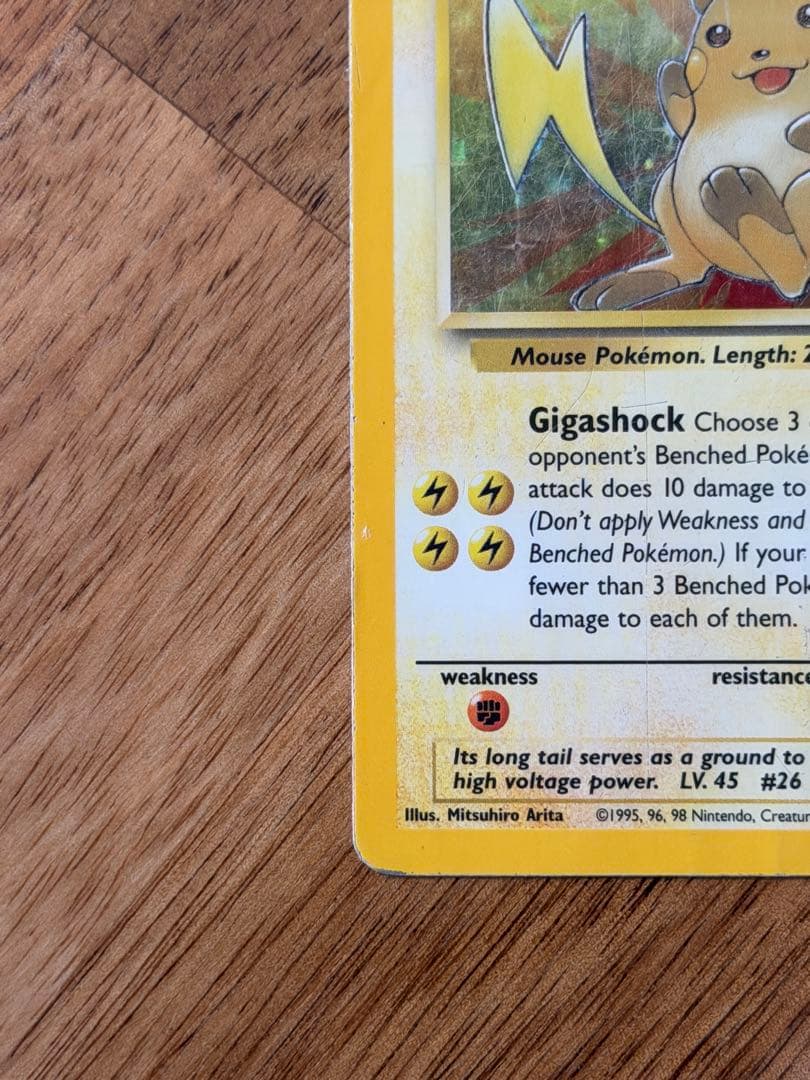 Mouse Pokémon. Length: 2
Gigashock Choose 3
opponent's Benched Poké
attack does 10 damage to
(Don't apply Weakness and
Benched Pokémon.) If your
fewer than 3 Benched Pok
damage to each of them.
weakness resistance
Its long tail serves as a ground to
high voltage power. LV. 45 #26
Illus. Mitsuhiro Arita ©1995, 96, 98 Nintendo, Creatur